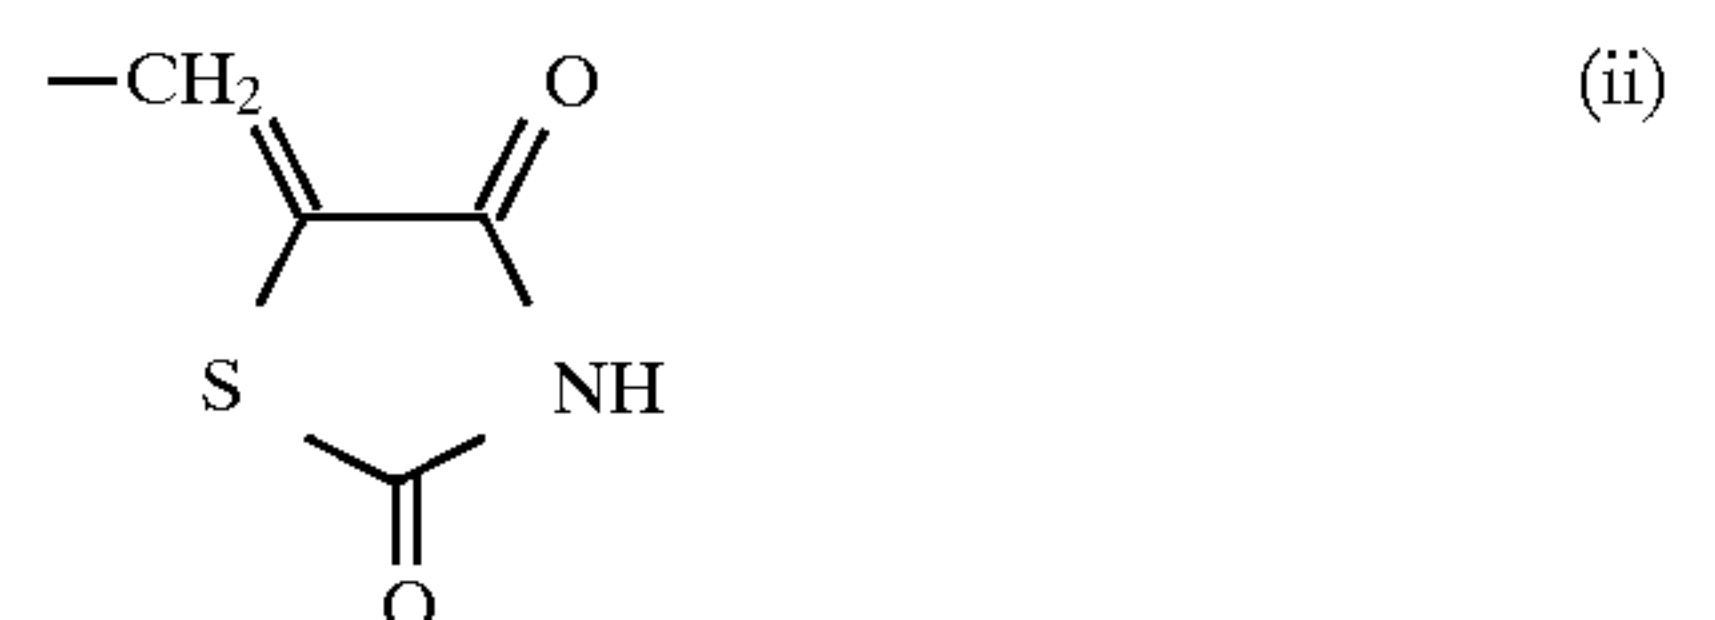 —CH₂ O (ii)
S NH
O